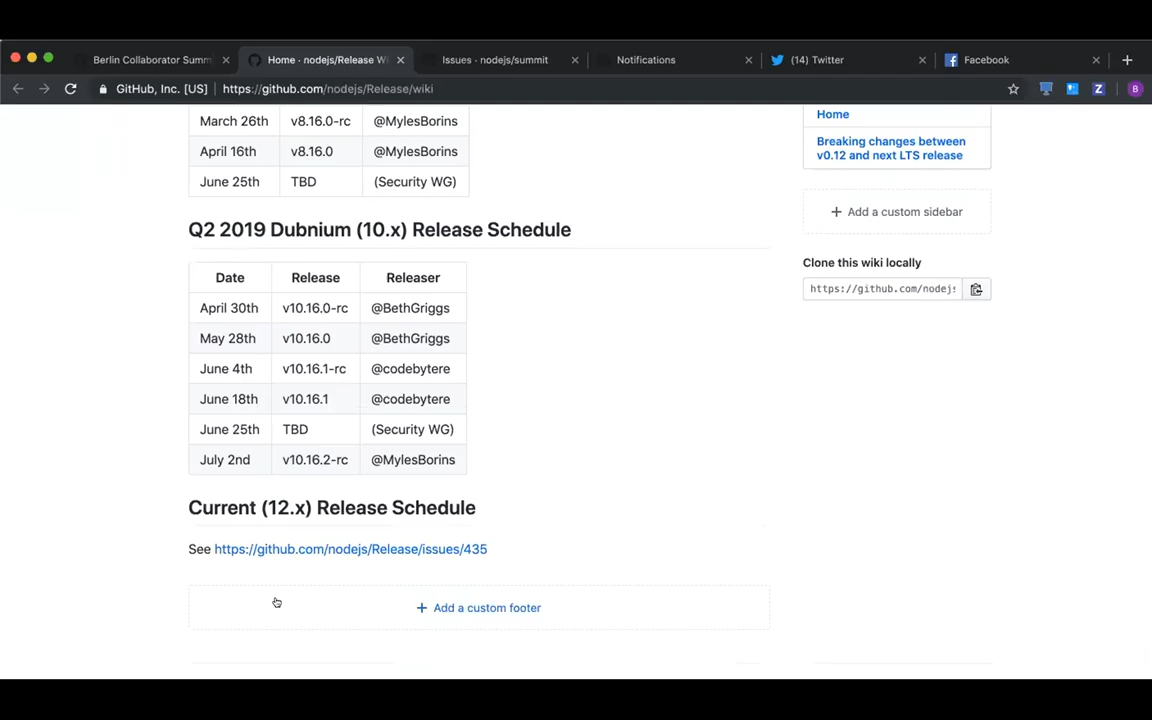 Berlin Collaborator Summ
Home · nodejs/Release Wi
Issues · nodejs/summit
Notifications
(14) Twitter
Facebook
GitHub, Inc. [US]
https://github.com/nodejs/Release/wiki
B
March 26th v8.16.0-rc @MylesBorins
April 16th v8.16.0 @MylesBorins
June 25th TBD (Security WG)
Home
Breaking changes between
v0.12 and next LTS release
Add a custom sidebar
Clone this wiki locally
https://github.com/nodejs
Q2 2019 Dubnium (10.x) Release Schedule
Date Release Releaser
April 30th v10.16.0-rc @BethGriggs
May 28th v10.16.0 @BethGriggs
June 4th v10.16.1-rc @codebytere
June 18th v10.16.1 @codebytere
June 25th TBD (Security WG)
July 2nd v10.16.2-rc @MylesBorins
Current (12.x) Release Schedule
See https://github.com/nodejs/Release/issues/435
Add a custom footer